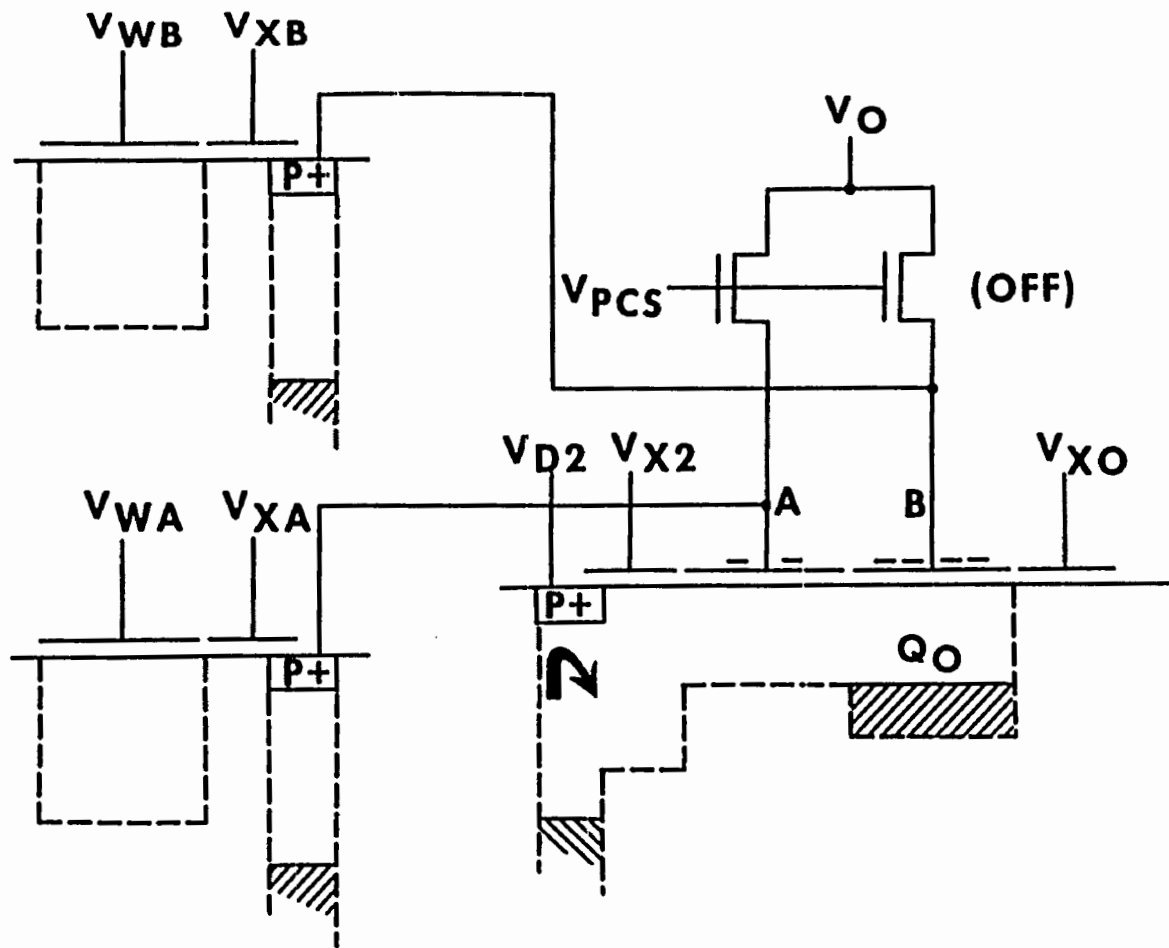 VWB VXB
VO
P+
VPCS (OFF)
VD2 VX2 VXO
A B
VWA VXA
P+
P+
QO